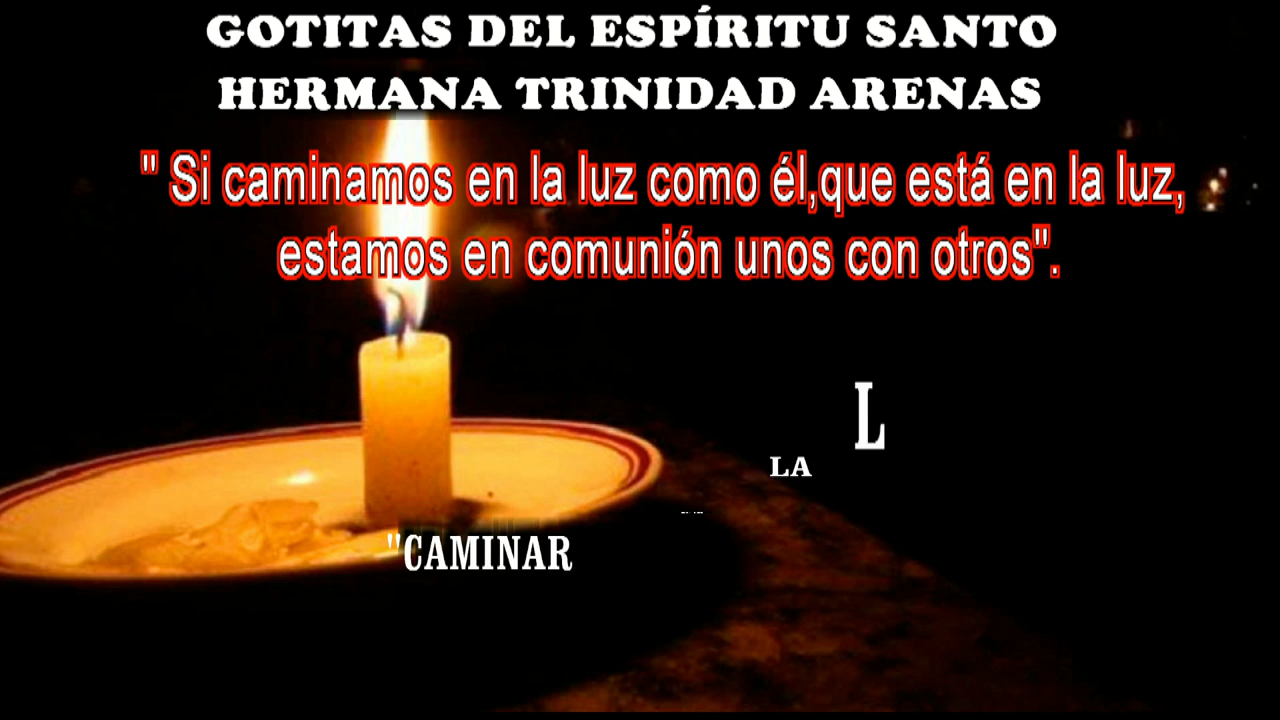 GOTITAS DEL ESPÍRITU SANTO
HERMANA TRINIDAD ARENAS
" Si caminamos en la luz como él,que está en la luz,
estamos en comunión unos con otros".
L
LA
"CAMINAR